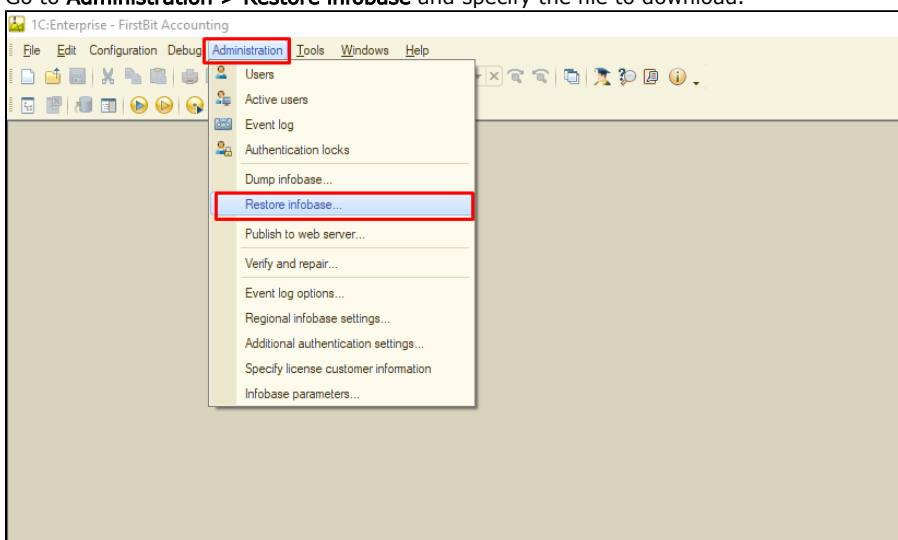 Go to Administration > Restore infobase and specify the file to download:
1C:Enterprise - FirstBit Accounting
File Edit Configuration Debug Administration Tools Windows Help
Users
Active users
Event log
Authentication locks
Dump infobase...
Restore infobase...
Publish to web server...
Verify and repair...
Event log options...
Regional infobase settings...
Additional authentication settings...
Specify license customer information
Infobase parameters...